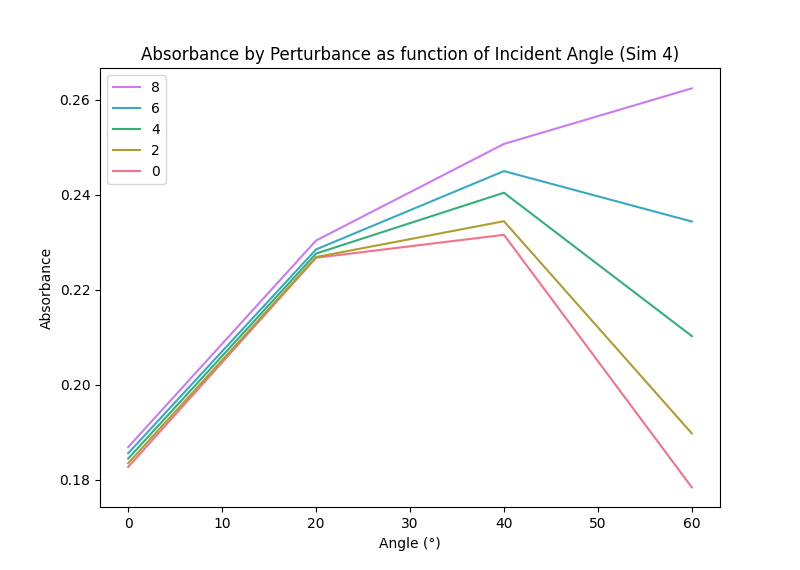 Absorbance by Perturbance as function of Incident Angle (Sim 4)
8
6
4
2
0
0.26
0.24
0.22
0.20
0.18
Absorbance
0 10 20 30 40 50 60
Angle (°)